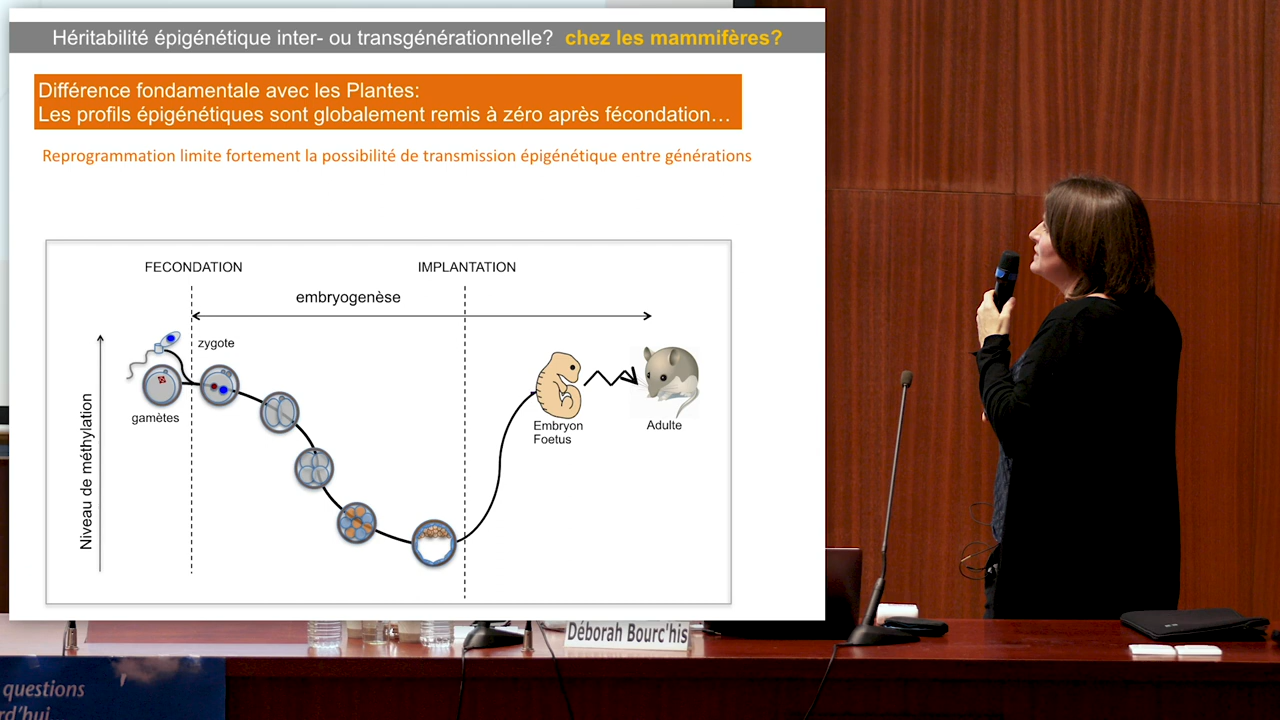 Héritabilité épigénétique inter- ou transgénérationnelle? chez les mammifères?
Différence fondamentale avec les Plantes:
Les profils épigénétiques sont globalement remis à zéro après fécondation…
Reprogrammation limite fortement la possibilité de transmission épigénétique entre générations
FECONDATION
IMPLANTATION
embryogenèse
zygote
gamètes
Niveau de méthylation
Embryon
Foetus
Adulte
Déborah Bourc'his
questions
rd'hui